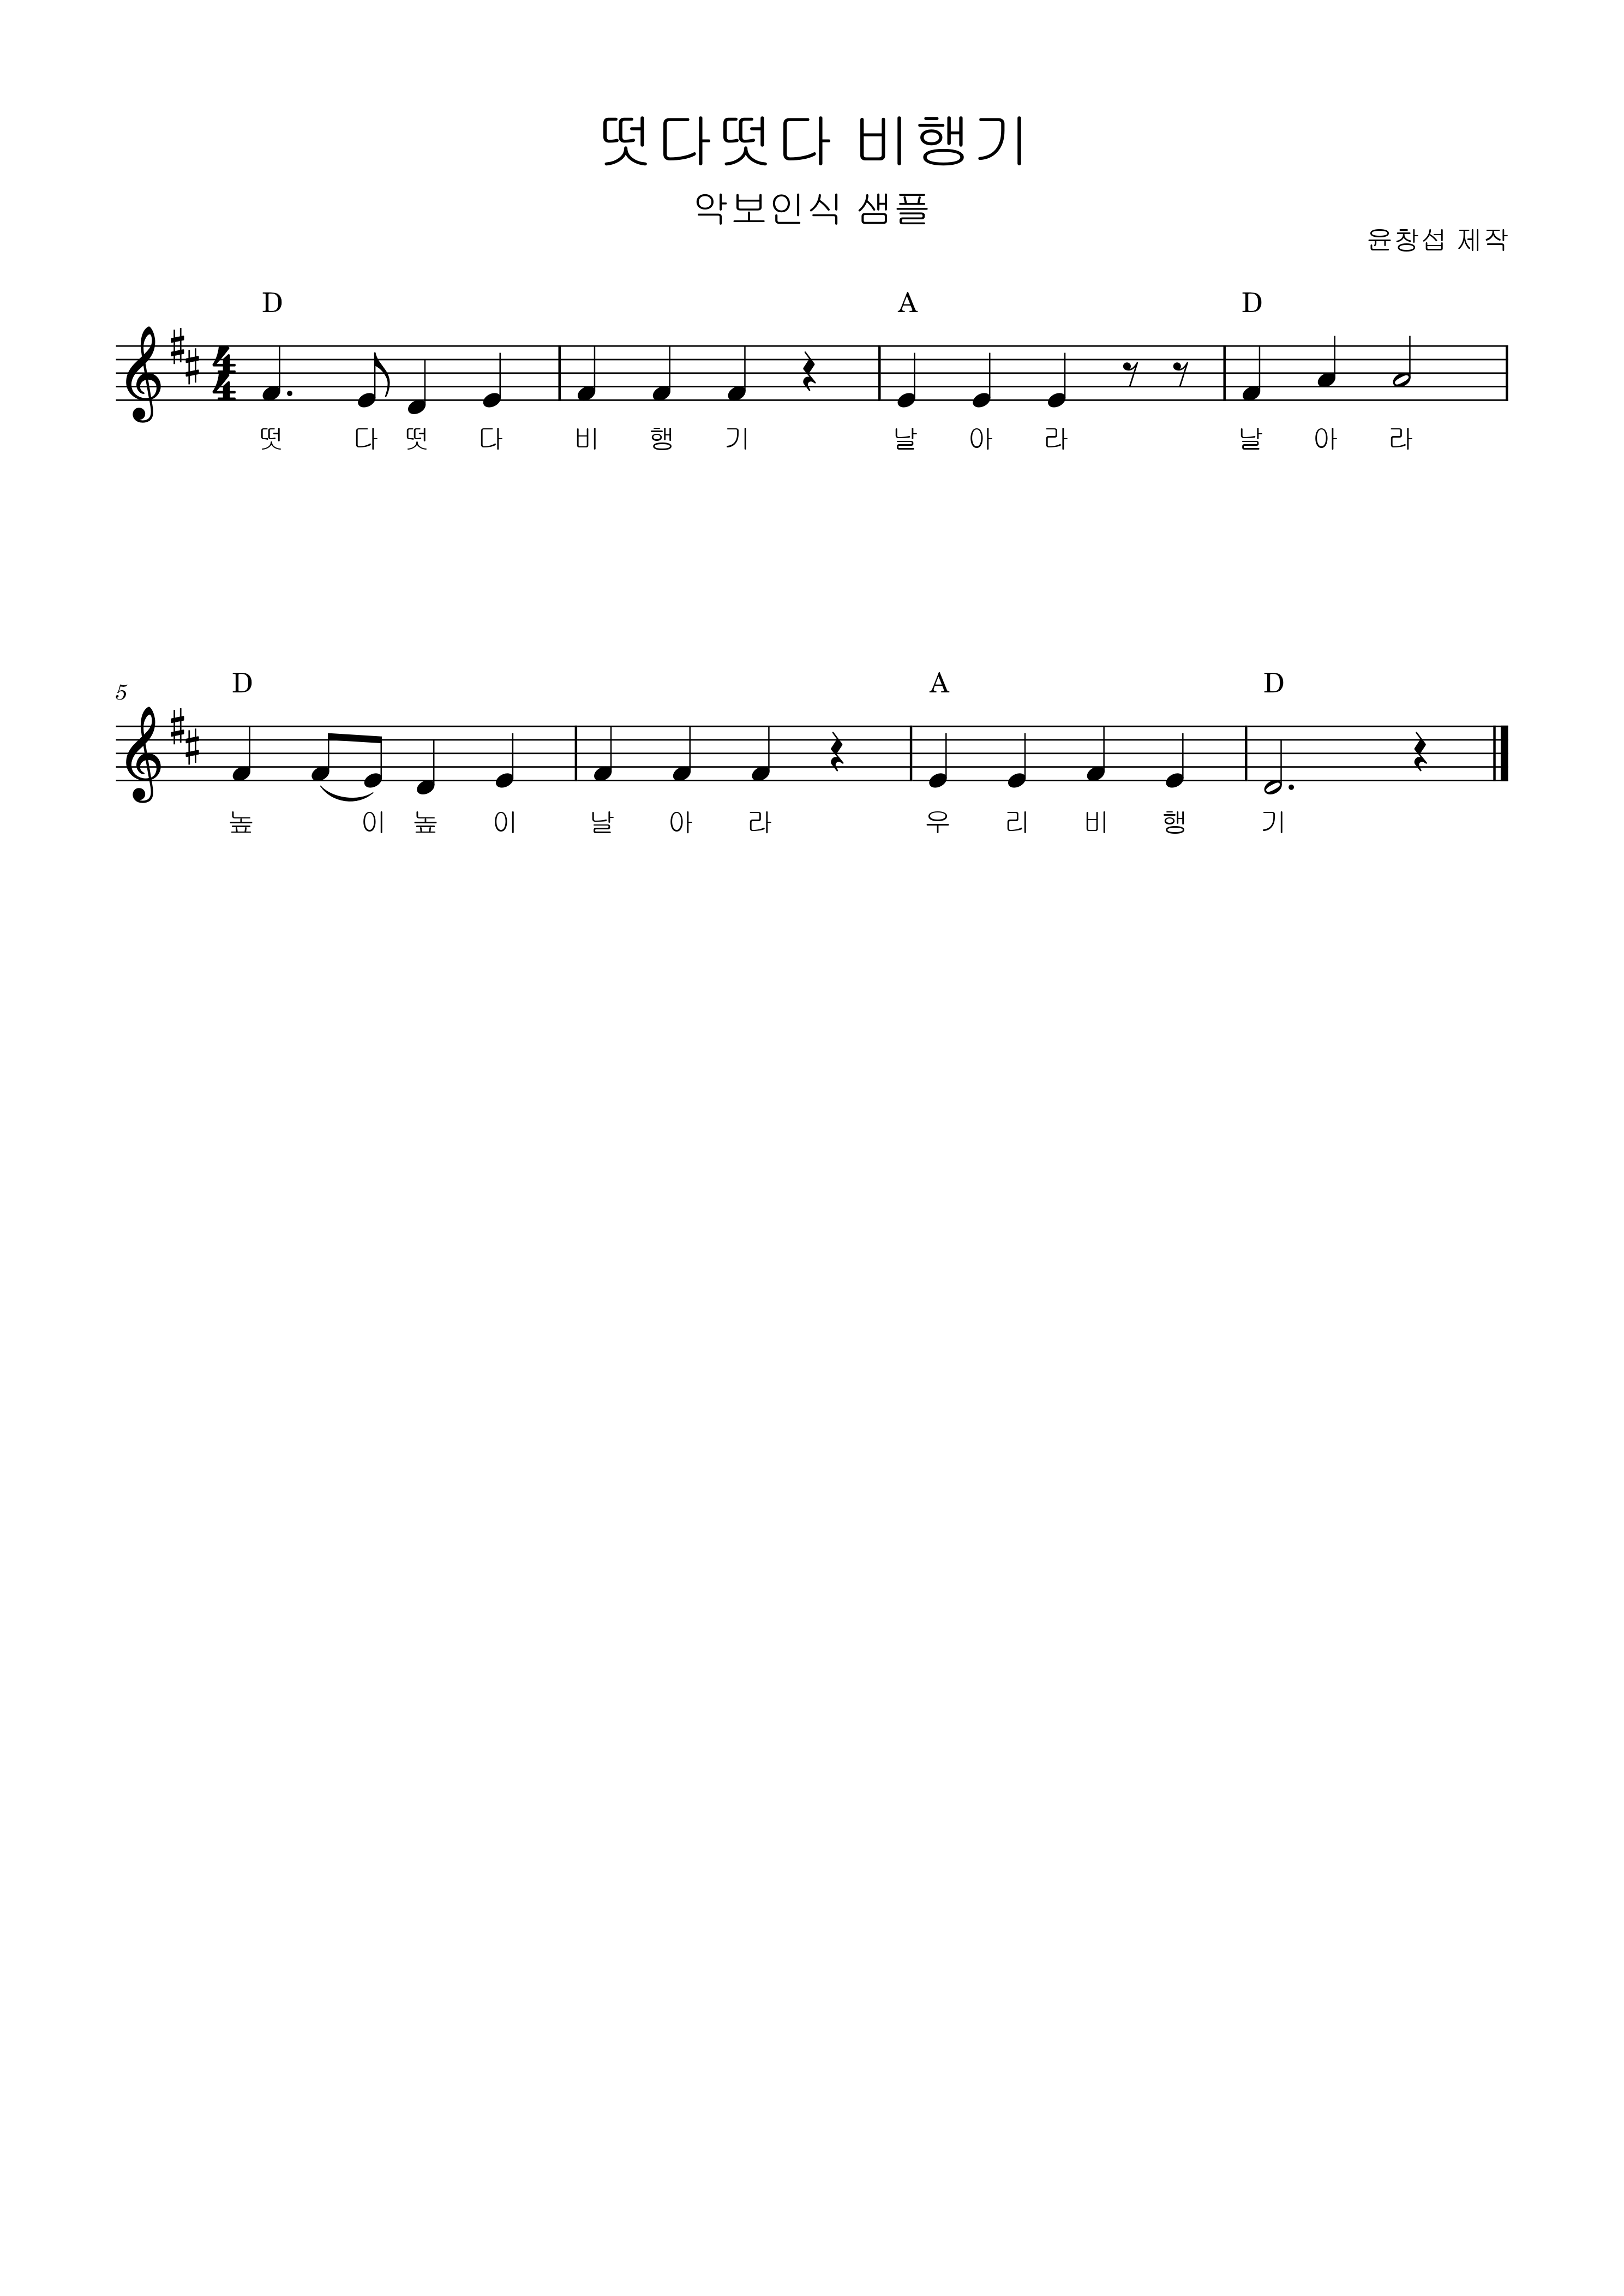 떳다떳다 비행기
악보인식 샘플
윤창섭 제작
D A D
4
4
떳 다 떳 다 비 행 기 날 아 라 날 아 라
5 D A D
높 이 높 이 날 아 라 우 리 비 행 기